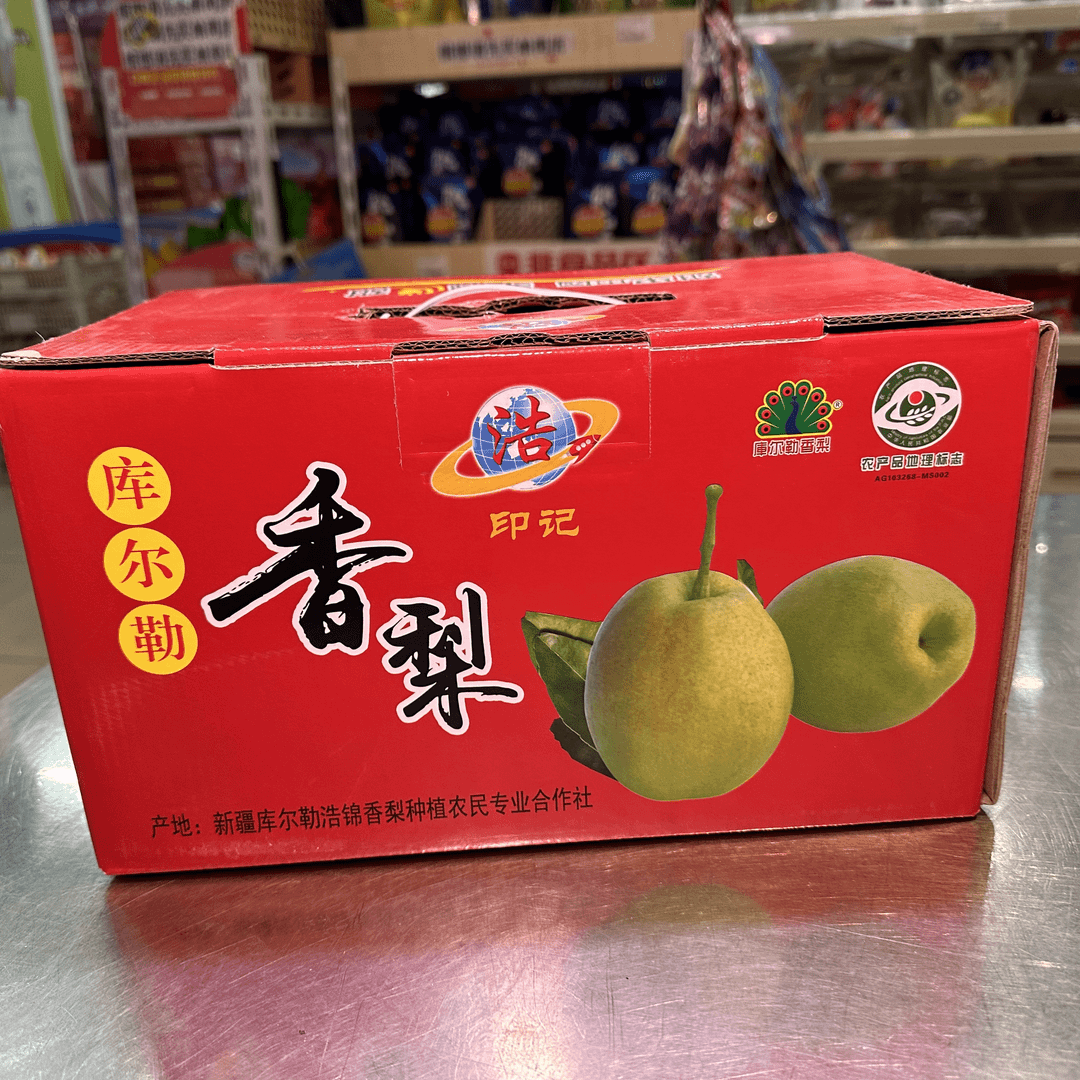 浩
印记
库尔勒香梨
®
农产品地理标志
AG163268-MS002
库尔勒
香梨
产地：新疆库尔勒浩锦香梨种植农民专业合作社